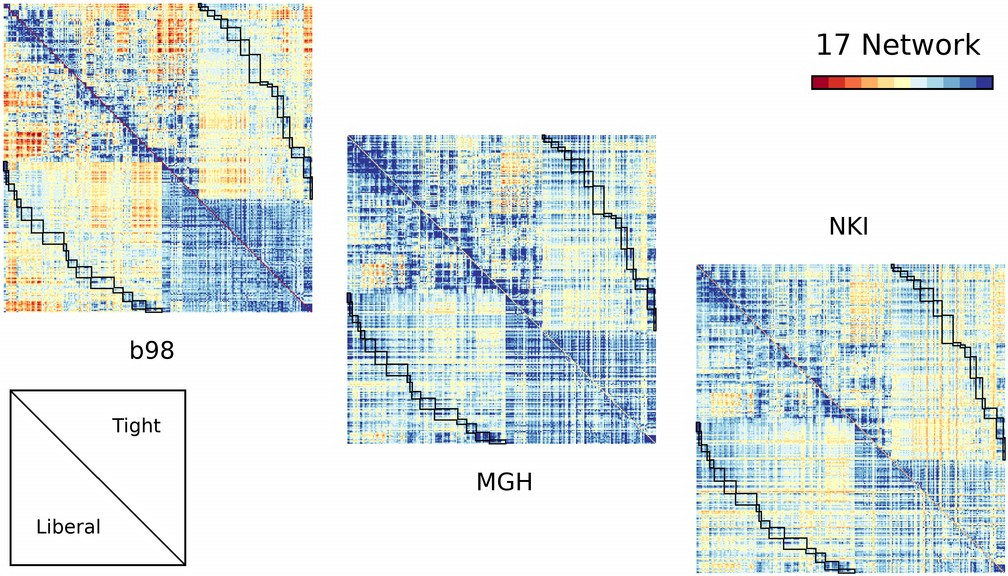 17 Network
NKI
b98
Tight
Liberal
MGH